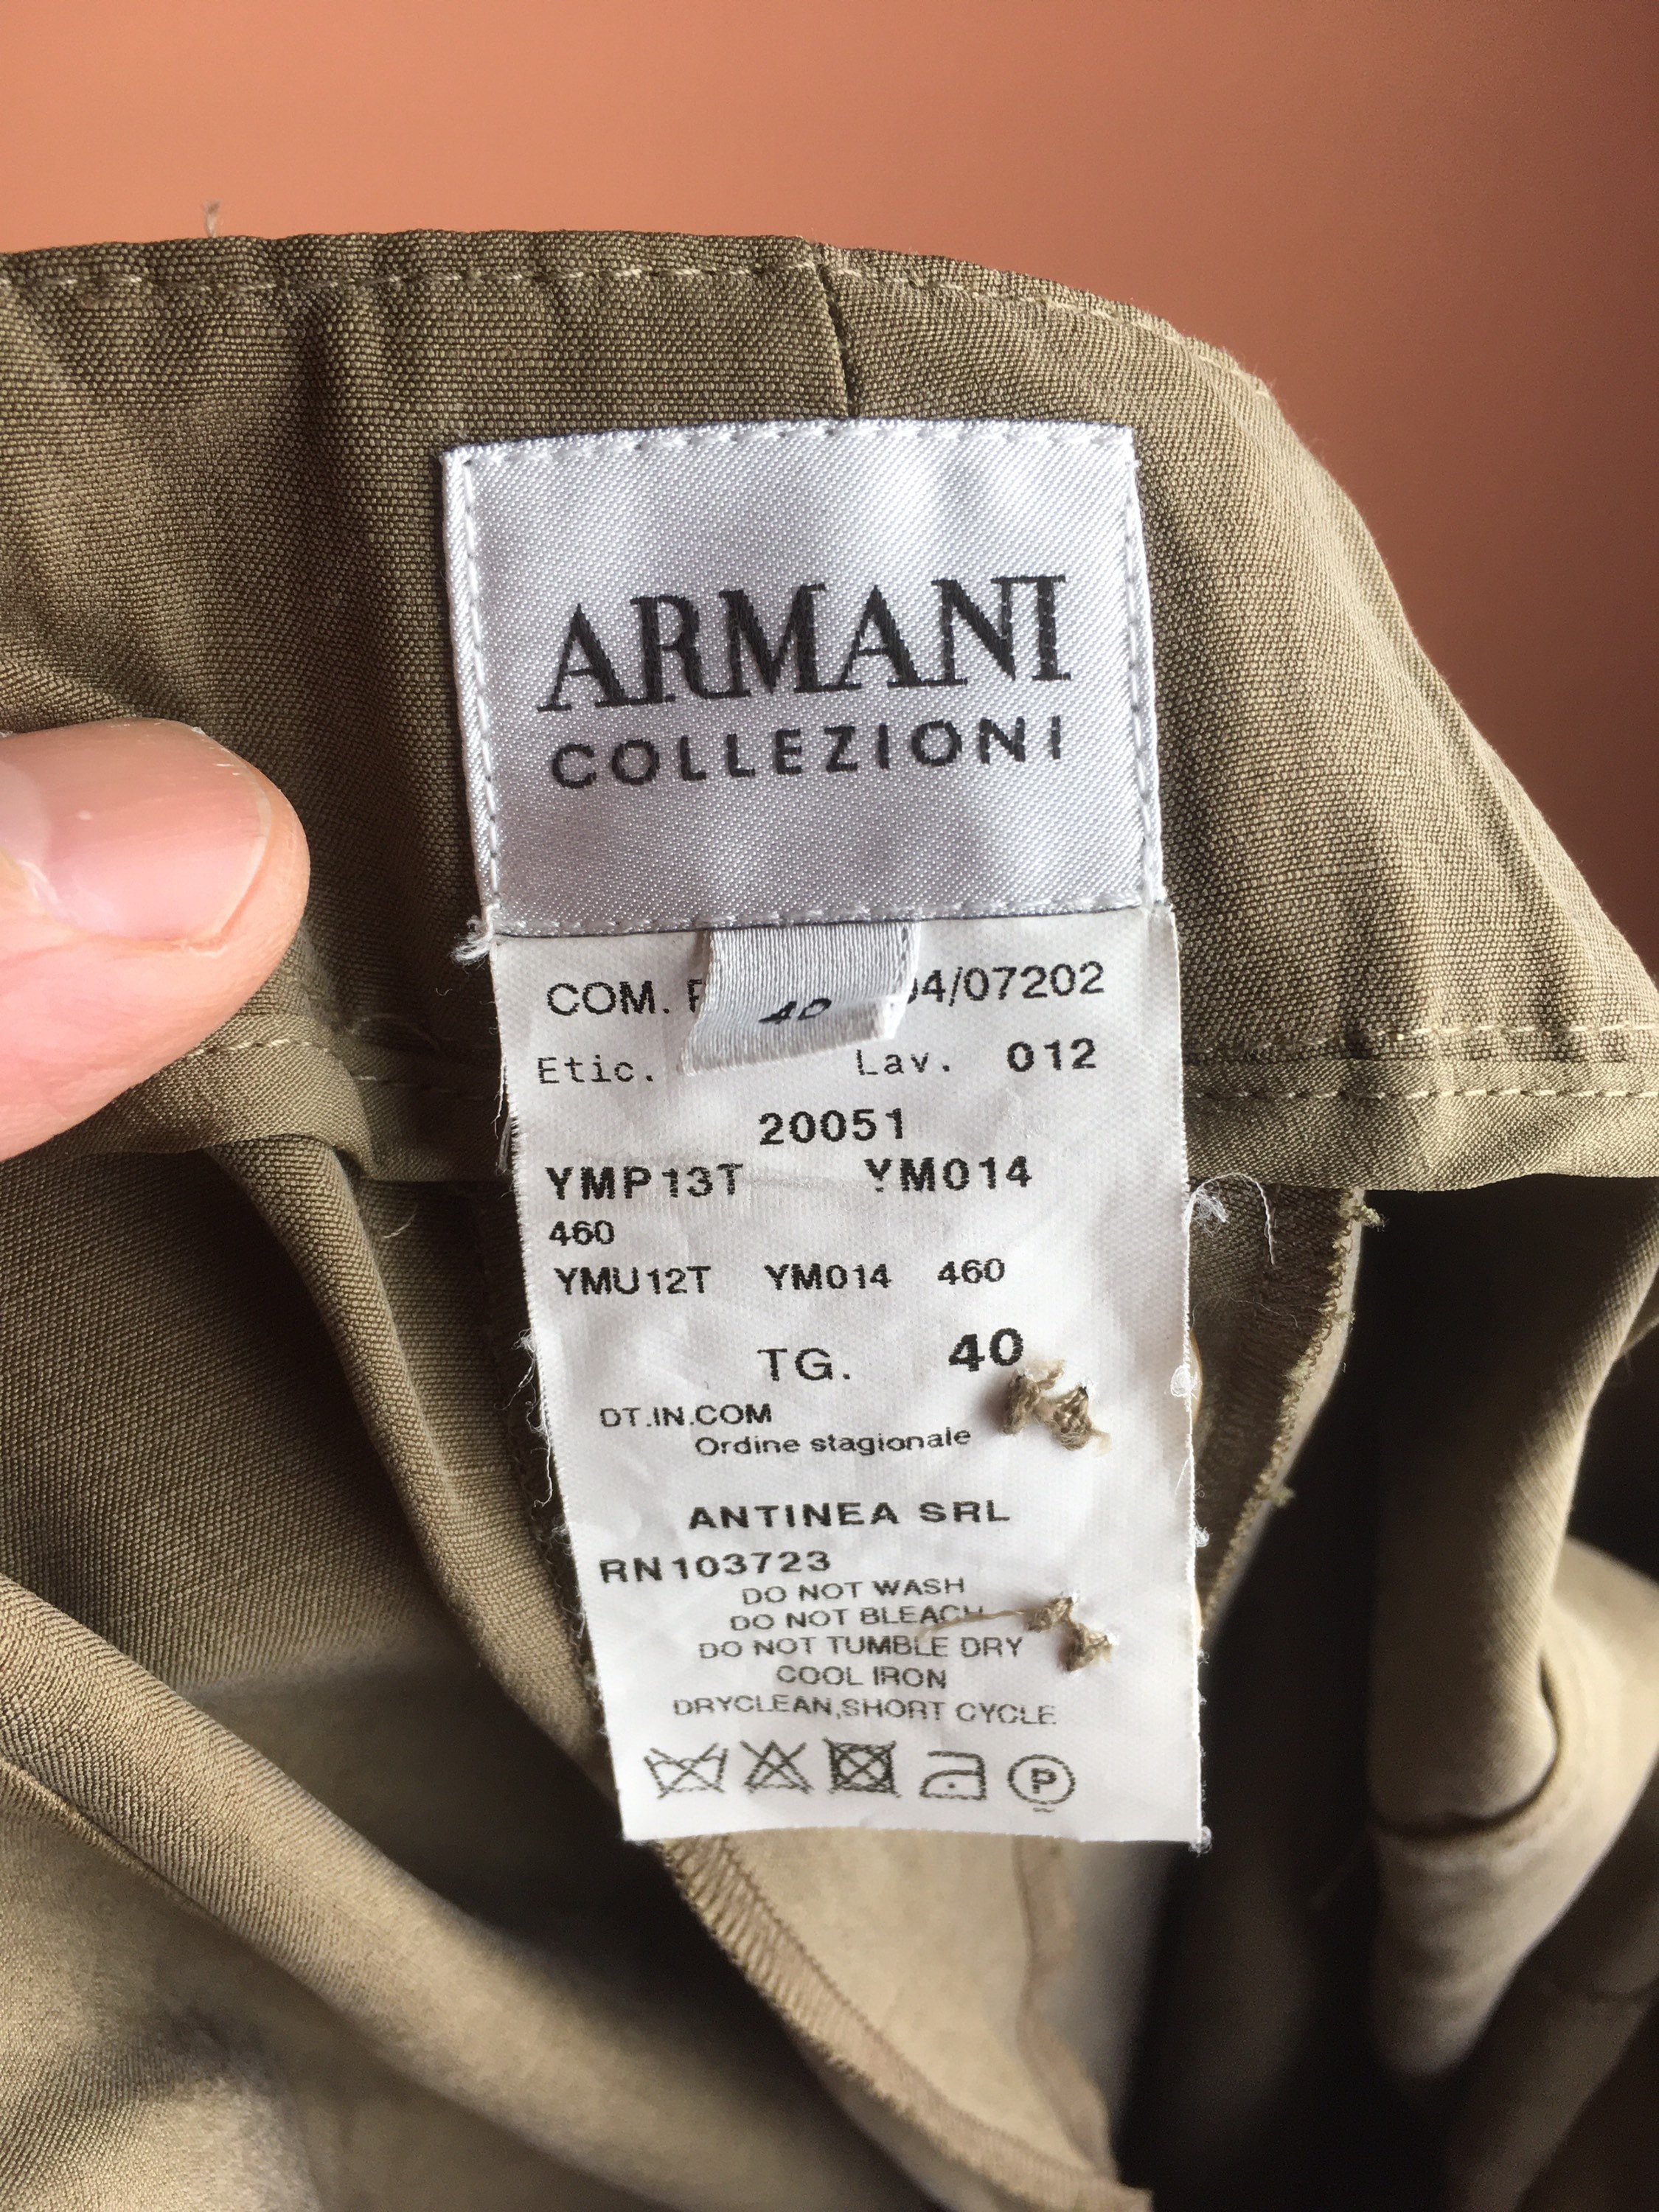 ARMANI
COLLEZIONI
40
COM. 04/07202
Etic. Lav. 012
20051
YMP13T YM014
460
YMU12T YM014 460
TG. 40
DT.IN.COM
Ordine stagionale
ANTINEA SRL
RN103723
DO NOT WASH
DO NOT BLEACH
DO NOT TUMBLE DRY
COOL IRON
DRYCLEAN,SHORT CYCLE
P